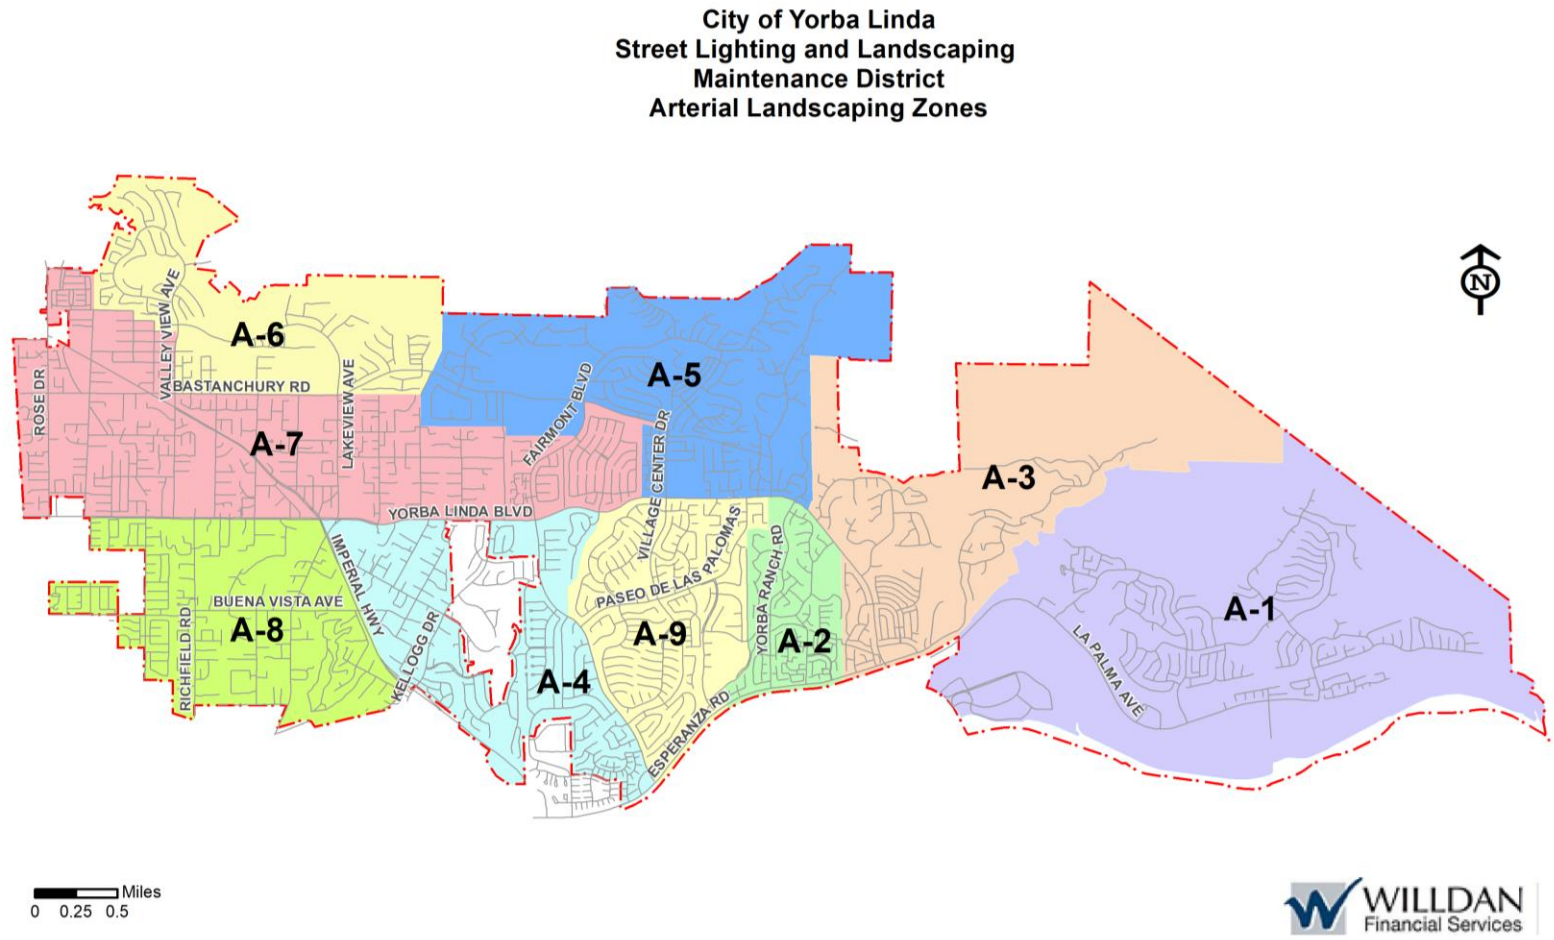 City of Yorba Linda
Street Lighting and Landscaping
Maintenance District
Arterial Landscaping Zones
N
VALLEY VIEW AVE
A-6
BASTANCHURY RD
LAKEVIEW AVE
ROSE DR
A-7
A-5
FAIRMONT BLVD
VILLAGE CENTER DR
A-3
YORBA LINDA BLVD
IMPERIAL HWY
PASEO DE LAS PALOMAS
YORBA RANCH RD
BUENA VISTA AVE
A-8
RICHFIELD RD
KELLOGG DR
A-4
A-9
A-2
ESPERANZA RD
A-1
LA PALMA AVE
Miles
0 0.25 0.5
W WILLDAN
Financial Services